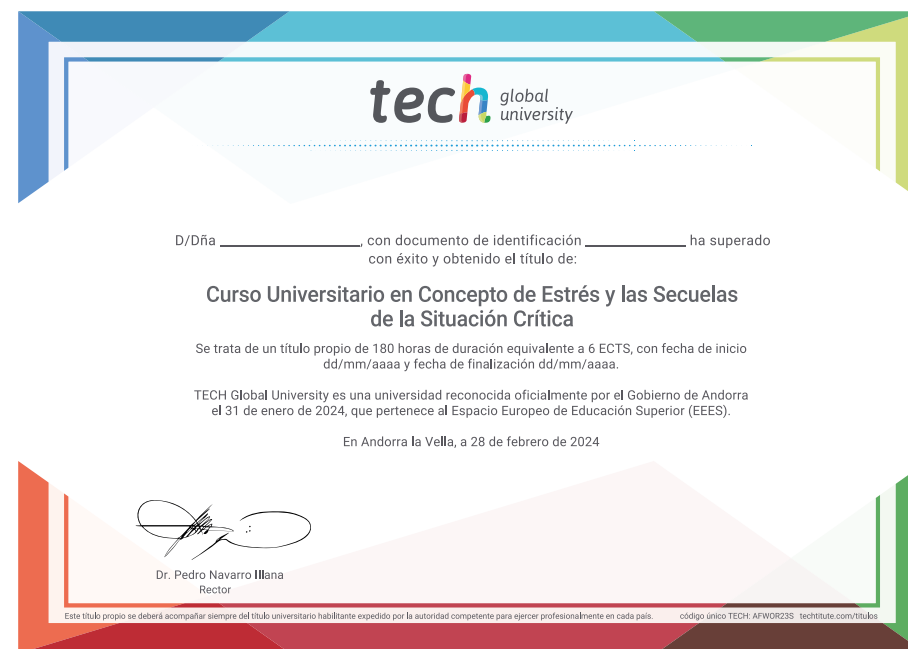 tech global university
D/Dña ____________________, con documento de identificación ______________ ha superado
con éxito y obtenido el título de:
Curso Universitario en Concepto de Estrés y las Secuelas
de la Situación Crítica
Se trata de un título propio de 180 horas de duración equivalente a 6 ECTS, con fecha de inicio
dd/mm/aaaa y fecha de finalización dd/mm/aaaa.
TECH Global University es una universidad reconocida oficialmente por el Gobierno de Andorra
el 31 de enero de 2024, que pertenece al Espacio Europeo de Educación Superior (EEES).
En Andorra la Vella, a 28 de febrero de 2024
Dr. Pedro Navarro Illana
Rector
Este título propio se deberá acompañar siempre del título universitario habilitante expedido por la autoridad competente para ejercer profesionalmente en cada país. código único TECH: AFWOR23S techtitute.com/titulos